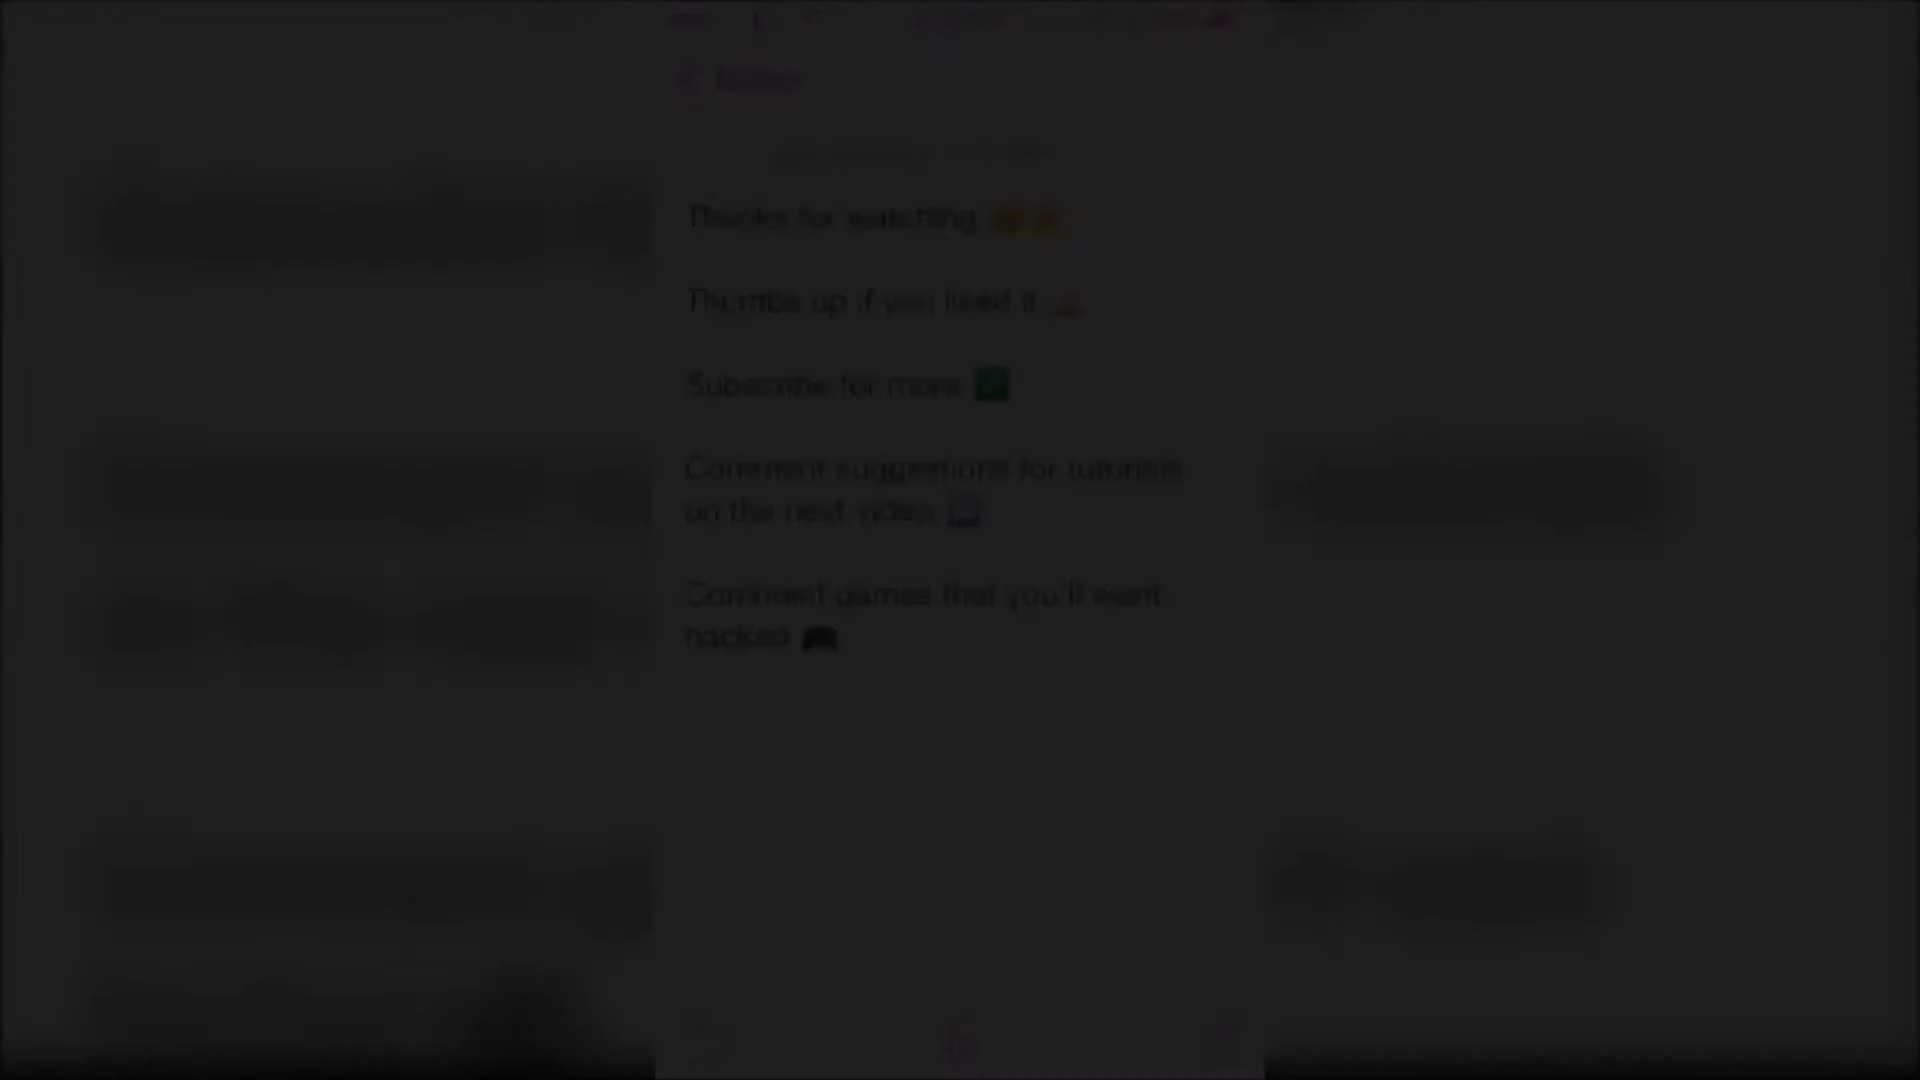 Thanks for watching
Thumbs up if you liked it
Subscribe for more
Comment suggestions for tutorials
on the next video
Comment games that you'll want
hacked